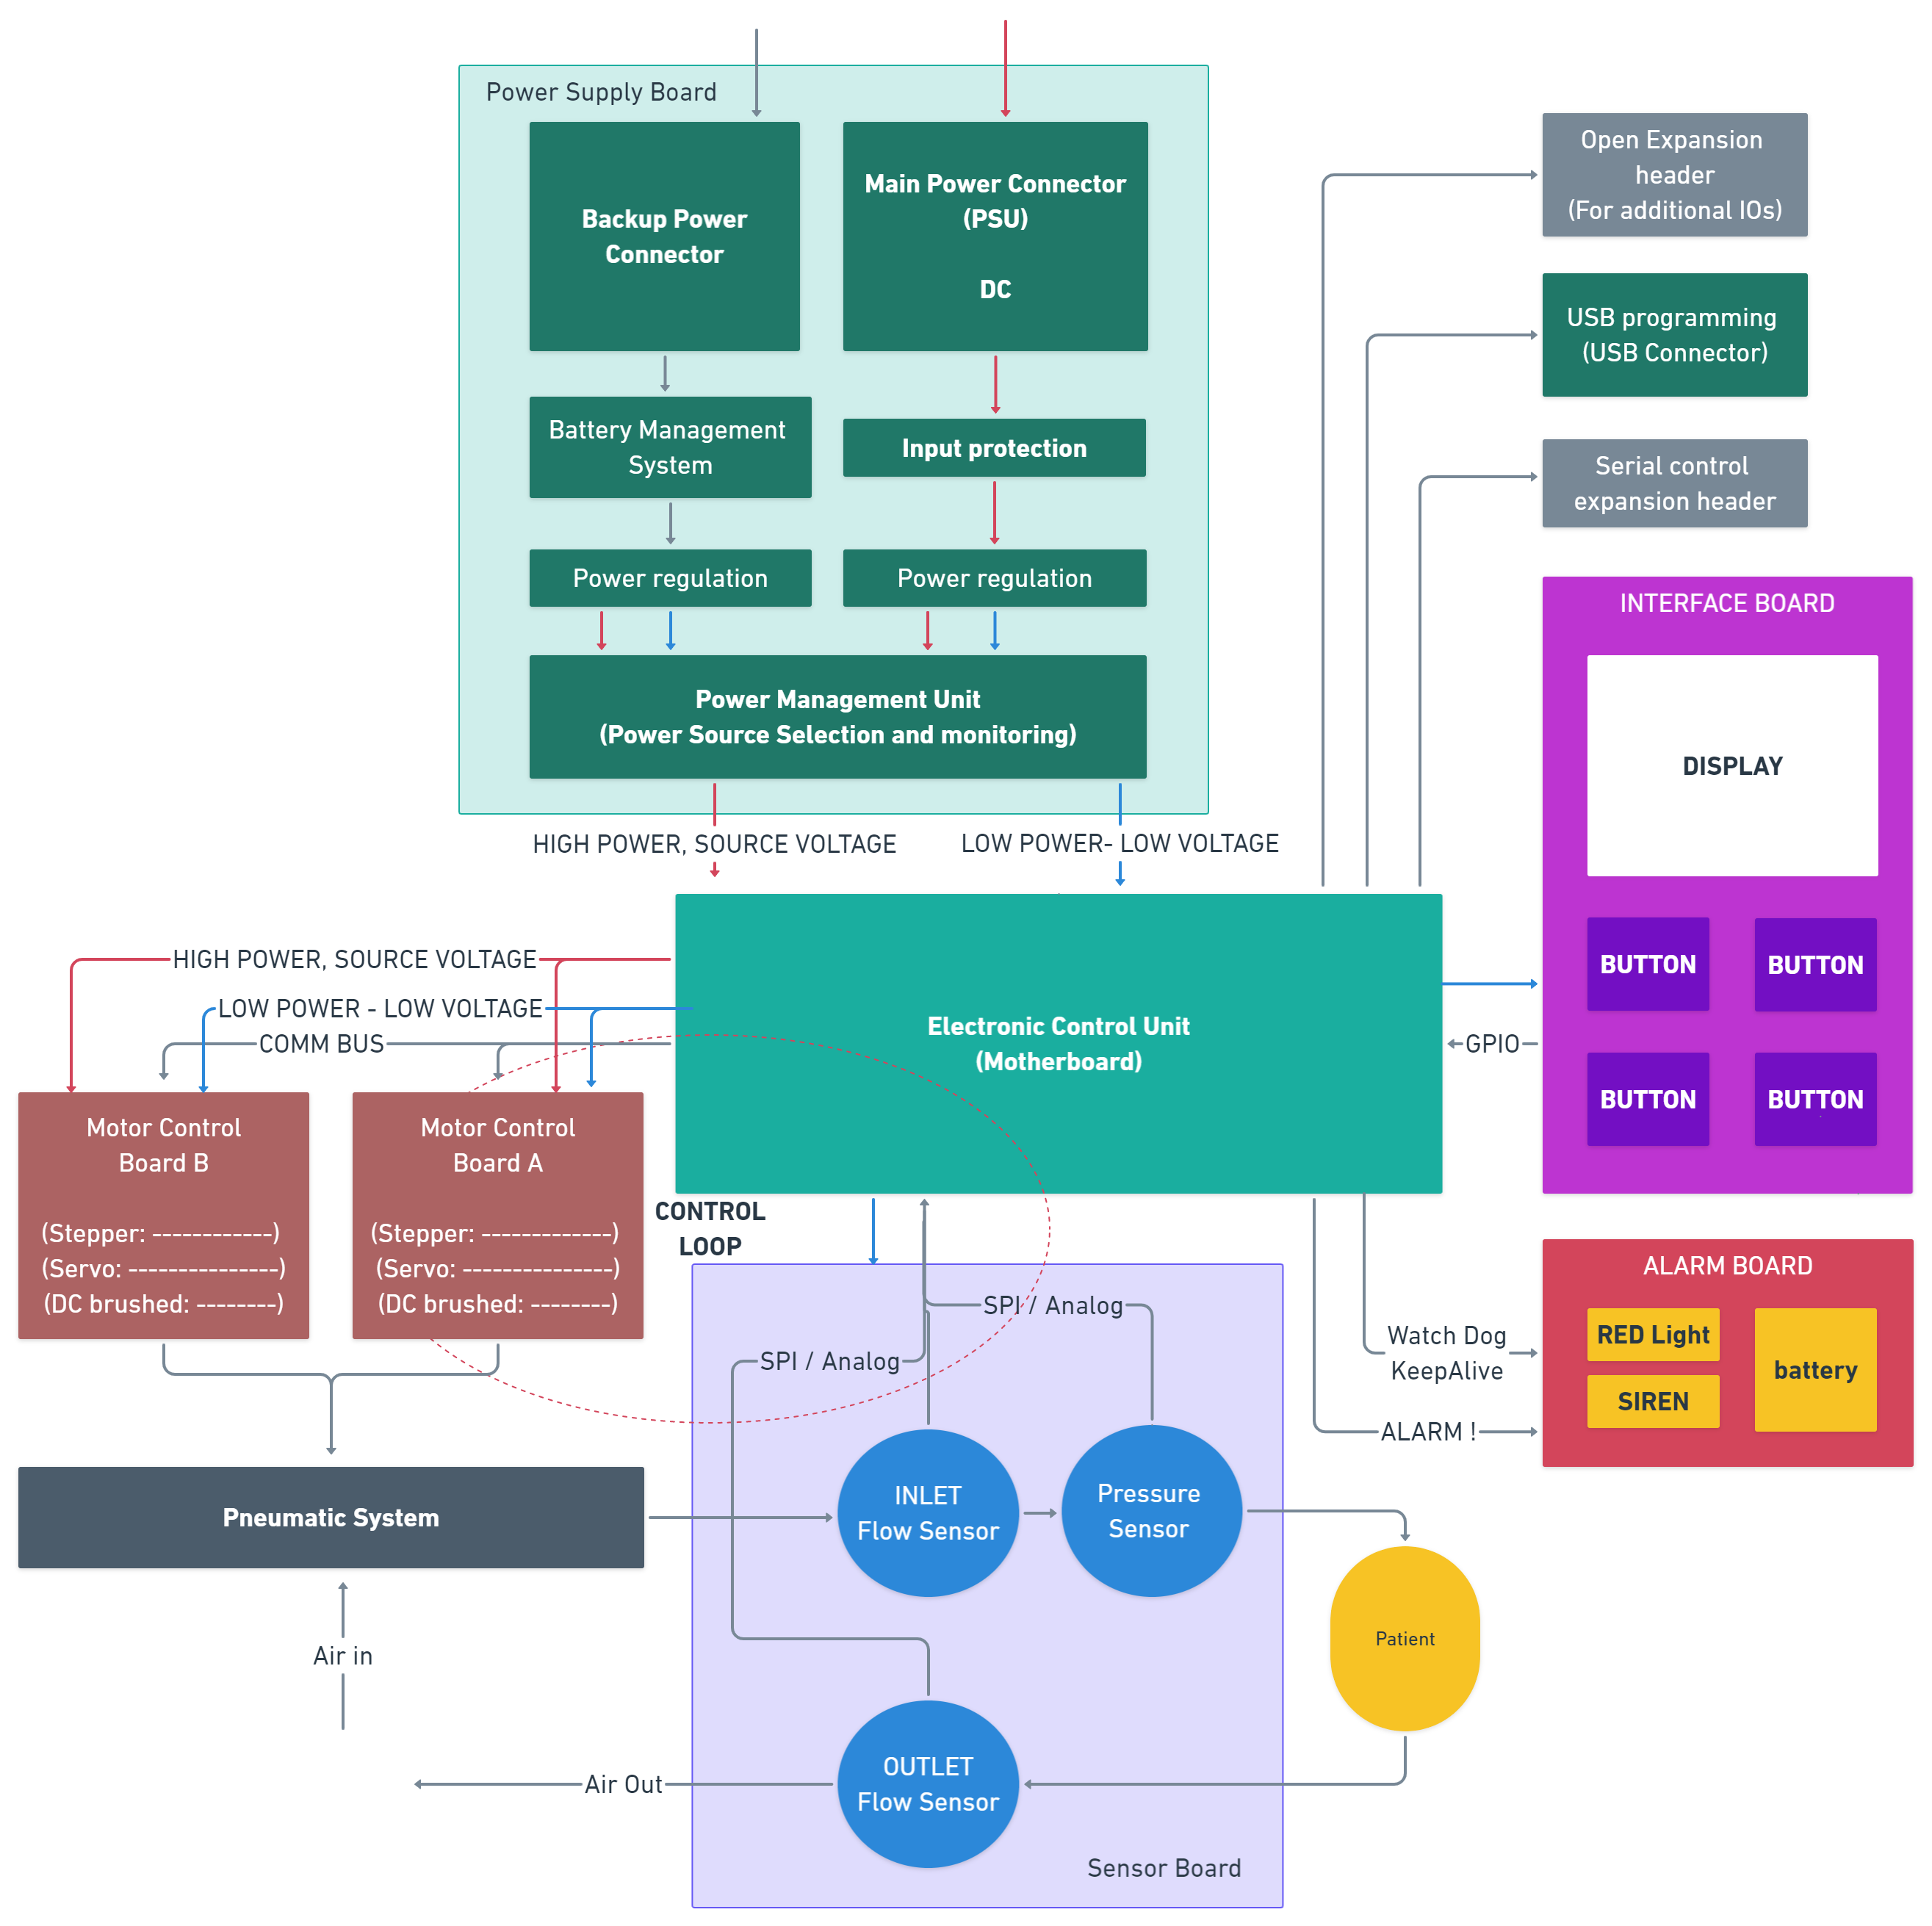 Power Supply Board
Backup Power
Connector
Main Power Connector
(PSU)
DC
Battery Management
System
Input protection
Power regulation
Power regulation
Power Management Unit
(Power Source Selection and monitoring)
HIGH POWER, SOURCE VOLTAGE
LOW POWER- LOW VOLTAGE
Open Expansion
header
(For additional IOs)
USB programming
(USB Connector)
Serial control
expansion header
INTERFACE BOARD
DISPLAY
BUTTON
BUTTON
BUTTON
BUTTON
GPIO
Electronic Control Unit
(Motherboard)
HIGH POWER, SOURCE VOLTAGE
LOW POWER - LOW VOLTAGE
COMM BUS
Motor Control
Board B
(Stepper: ------------)
(Servo: ---------------)
(DC brushed: --------)
Motor Control
Board A
(Stepper: -------------)
(Servo: ---------------)
(DC brushed: --------)
CONTROL
LOOP
SPI / Analog
SPI / Analog
ALARM BOARD
RED Light
SIREN
battery
Watch Dog
KeepAlive
ALARM !
Pneumatic System
INLET
Flow Sensor
Pressure
Sensor
Patient
Air in
Air Out
OUTLET
Flow Sensor
Sensor Board